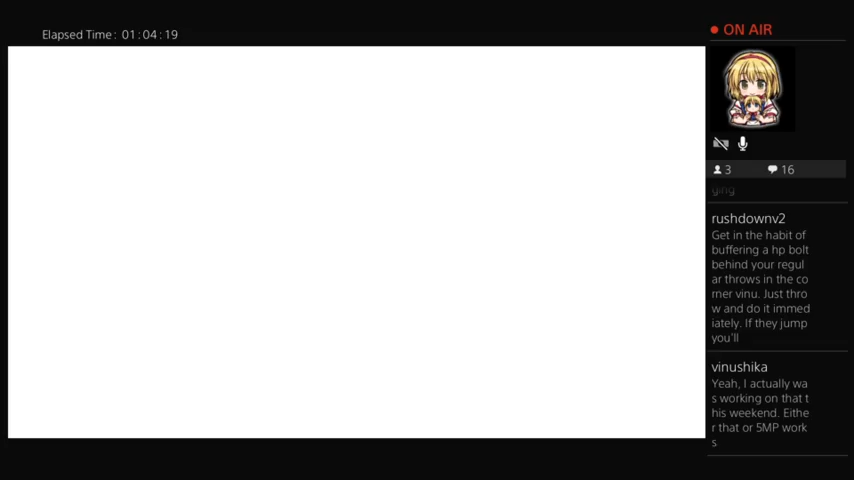 Elapsed Time: 01:04:19
ON AIR
3 16
ging
rushdownv2
Get in the habit of
buffering a hp bolt
behind your regul
ar throws in the co
rner vinu. Just thro
w and do it immed
iately. If they jump
you'll
vinushika
Yeah, I actually wa
s working on that t
his weekend. Eithe
r that or 5MP work
s